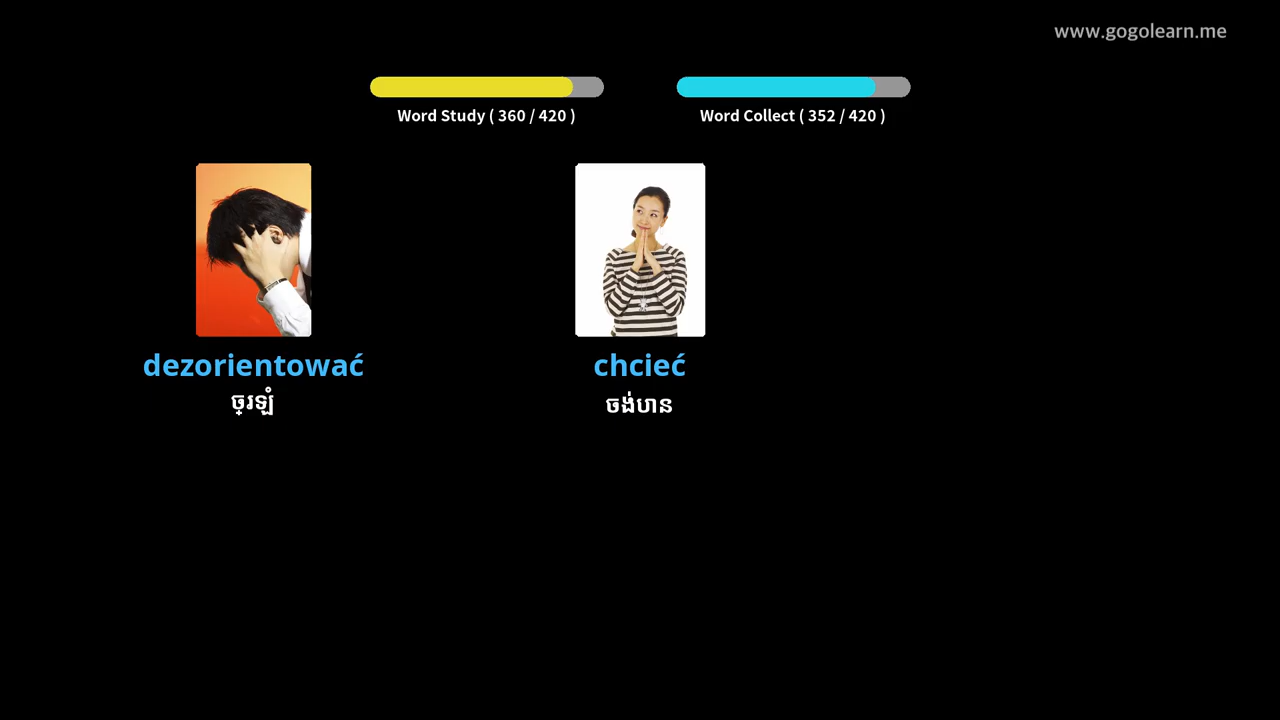 www.gogolearn.me
Word Study ( 360 / 420 )
Word Collect ( 352 / 420 )
dezorientować
ច្រឡំ
chcieć
ចង់បាន